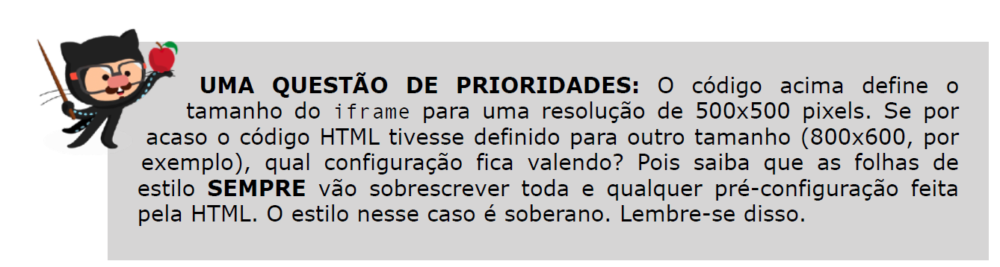 UMA QUESTÃO DE PRIORIDADES: O código acima define o
tamanho do iframe para uma resolução de 500x500 pixels. Se por
acaso o código HTML tivesse definido para outro tamanho (800x600, por
exemplo), qual configuração fica valendo? Pois saiba que as folhas de
estilo SEMPRE vão sobrescrever toda e qualquer pré-configuração feita
pela HTML. O estilo nesse caso é soberano. Lembre-se disso.